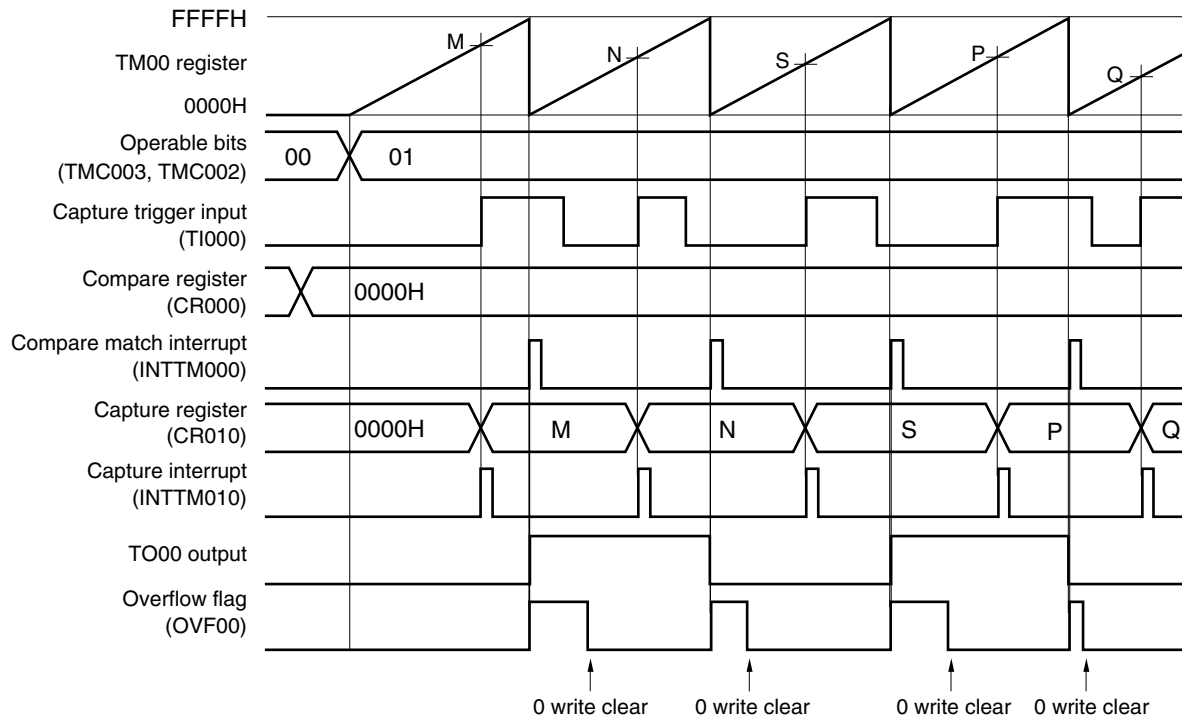 FFFFH
TM00 register
0000H
M
N
S
P
Q
Operable bits
(TMC003, TMC002)
00
01
Capture trigger input
(TI000)
Compare register
(CR000)
0000H
Compare match interrupt
(INTTM000)
Capture register
(CR010)
0000H
M
N
S
P
Q
Capture interrupt
(INTTM010)
TO00 output
Overflow flag
(OVF00)
0 write clear
0 write clear
0 write clear
0 write clear